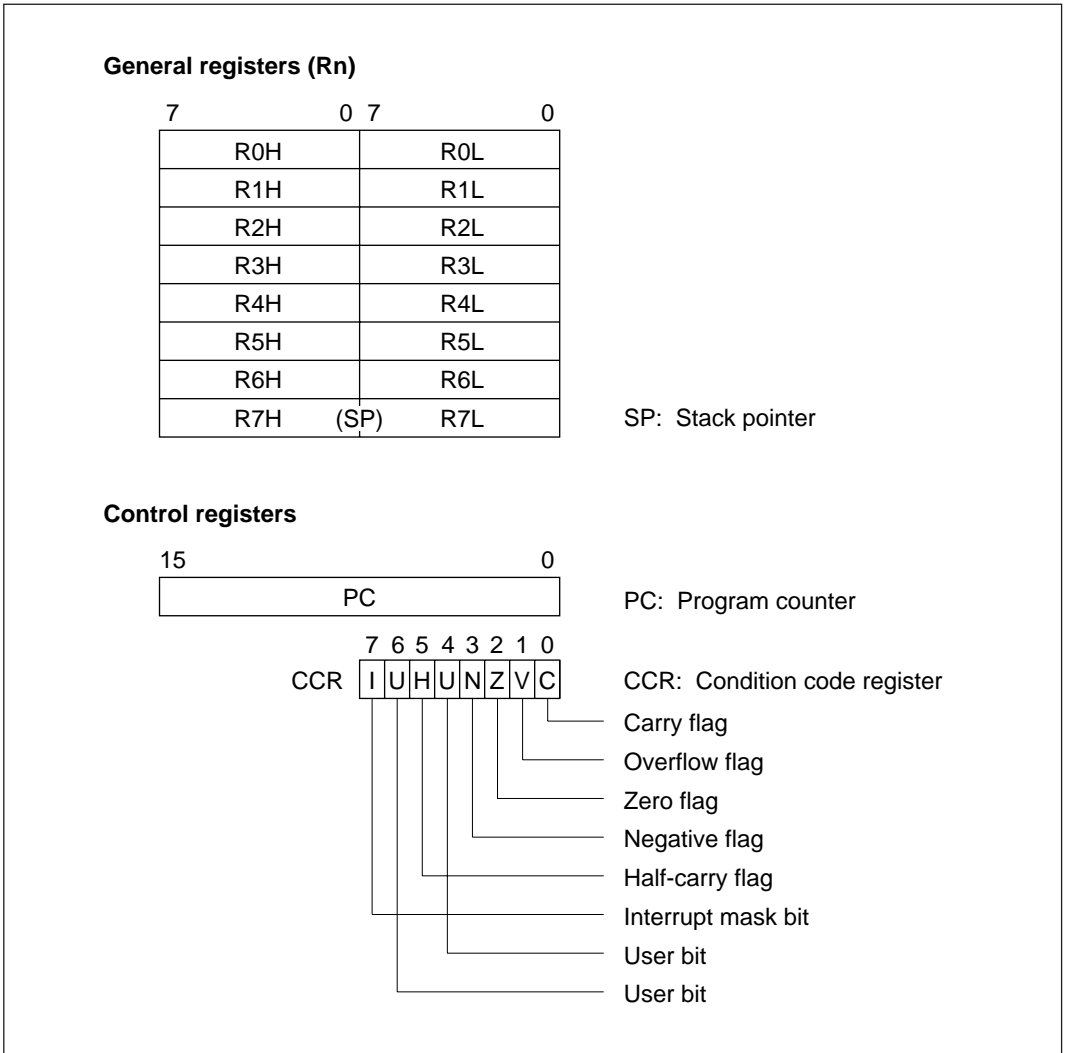 General registers (Rn)
7 0 7 0
R0H R0L
R1H R1L
R2H R2L
R3H R3L
R4H R4L
R5H R5L
R6H R6L
R7H (SP) R7L SP: Stack pointer
Control registers
15 0
PC PC: Program counter
7 6 5 4 3 2 1 0
CCR I U H U N Z V C CCR: Condition code register
Carry flag
Overflow flag
Zero flag
Negative flag
Half-carry flag
Interrupt mask bit
User bit
User bit